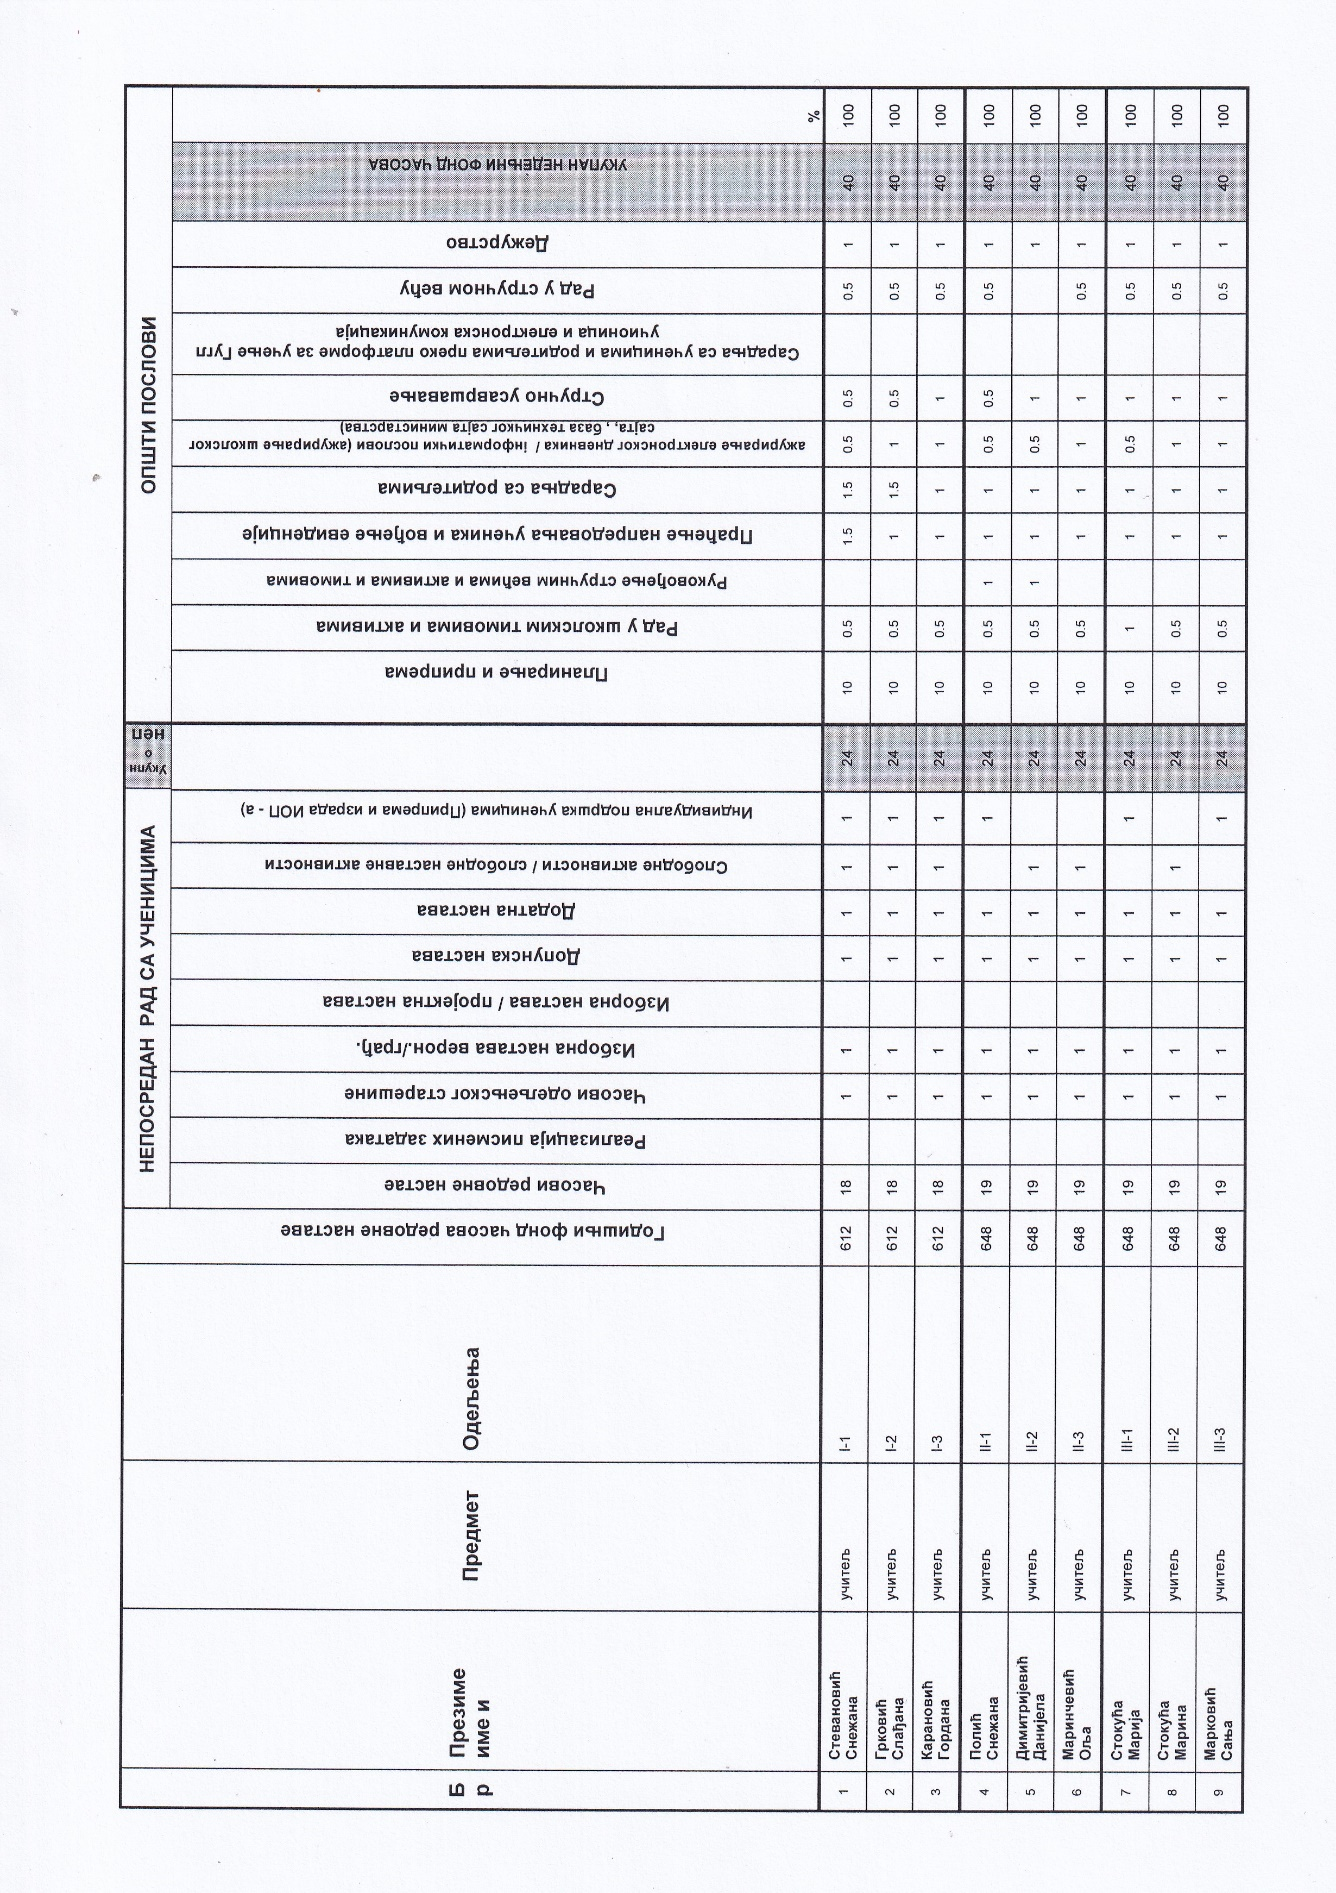 Б
р
Презиме
име и
Предмет
Одељења
Годишњи фонд часова редовне наставе
НЕПОСРЕДАН РАД СА УЧЕНИЦИМА
Часови редовне настае
Реализација писмених задатака
Часови одељењског старешине
Изборна настава верон./грађ.
Изборна настава / пројектна настава
Допунска настава
Додатна настава
Слободне активности / слободне наставне активности
Индивидуална подршка ученицима (Припрема и израда ИОП - а)
Укупн
о
неп
ОПШТИ ПОСЛОВИ
Планирање и припрема
Рад у школским тимовима и активима
Руковођење стручним већима и активима и тимовима
Праћење напредовања ученика и вођење евиденције
Сарадња са родитељима
ажурирање електронског дневника / інформатички послови (ажурирање школског
сајта, , база техничког сајта министарства)
Стручно усавршавање
Сарадња са ученицима и родитељима преко платформе за учење Гугл
учионица и електронска комуникација
Рад у стручном већу
Дежурство
УКУПАН НЕДЕЉНИ ФОНД ЧАСОВА
%
1 Стевановић
Снежана учитељ I-1 612 18 1 1 1 1 1 1 24 10 0.5 1.5 1.5 0.5 0.5 0.5 1 40 100
2 Грковић
Слађана учитељ I-2 612 18 1 1 1 1 1 1 24 10 0.5 1 1.5 1 0.5 0.5 1 40 100
3 Карановић
Гордана учитељ I-3 612 18 1 1 1 1 1 1 24 10 0.5 1 1 1 1 0.5 1 40 100
4 Полић
Снежана учитељ II-1 648 19 1 1 1 1 1 24 10 0.5 1 1 1 0.5 0.5 0.5 1 40 100
5 Димитријевић
Данијела учитељ II-2 648 19 1 1 1 1 1 24 10 0.5 1 1 1 0.5 1 1 40 100
6 Маринчевић
Оља учитељ II-3 648 19 1 1 1 1 1 24 10 0.5 1 1 1 1 0.5 1 40 100
7 Стокућа
Марија учитељ III-1 648 19 1 1 1 1 1 24 10 1 1 1 0.5 1 0.5 1 40 100
8 Стокућа
Марина учитељ III-2 648 19 1 1 1 1 1 24 10 0.5 1 1 1 1 0.5 1 40 100
9 Марковић
Сања учитељ III-3 648 19 1 1 1 1 1 24 10 0.5 1 1 1 1 0.5 1 40 100